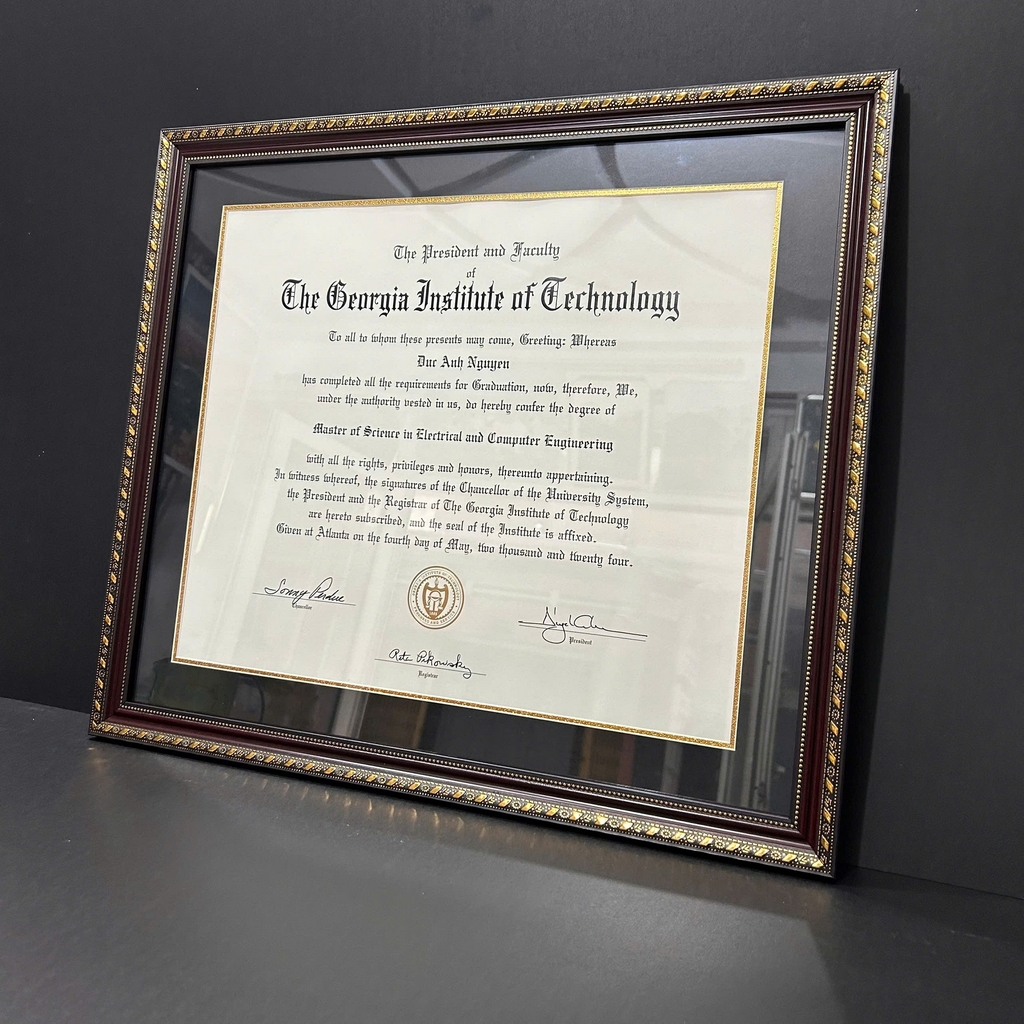 The President and Faculty
of
The Georgia Institute of Technology
To all to whom these presents may come, Greeting: Whereas
Duc Anh Nguyen
has completed all the requirements for Graduation, now, therefore, We,
under the authority vested in us, do hereby confer the degree of
Master of Science in Electrical and Computer Engineering
with all the rights, privileges and honors, thereunto appertaining.
In witness whereof, the signatures of the Chancellor of the University System,
the President and the Registrar of The Georgia Institute of Technology
are hereto subscribed, and the seal of the Institute is affixed.
Given at Atlanta on the fourth day of May, two thousand and twenty four.
Sonny Perdue
Chancellor
President
Registrar